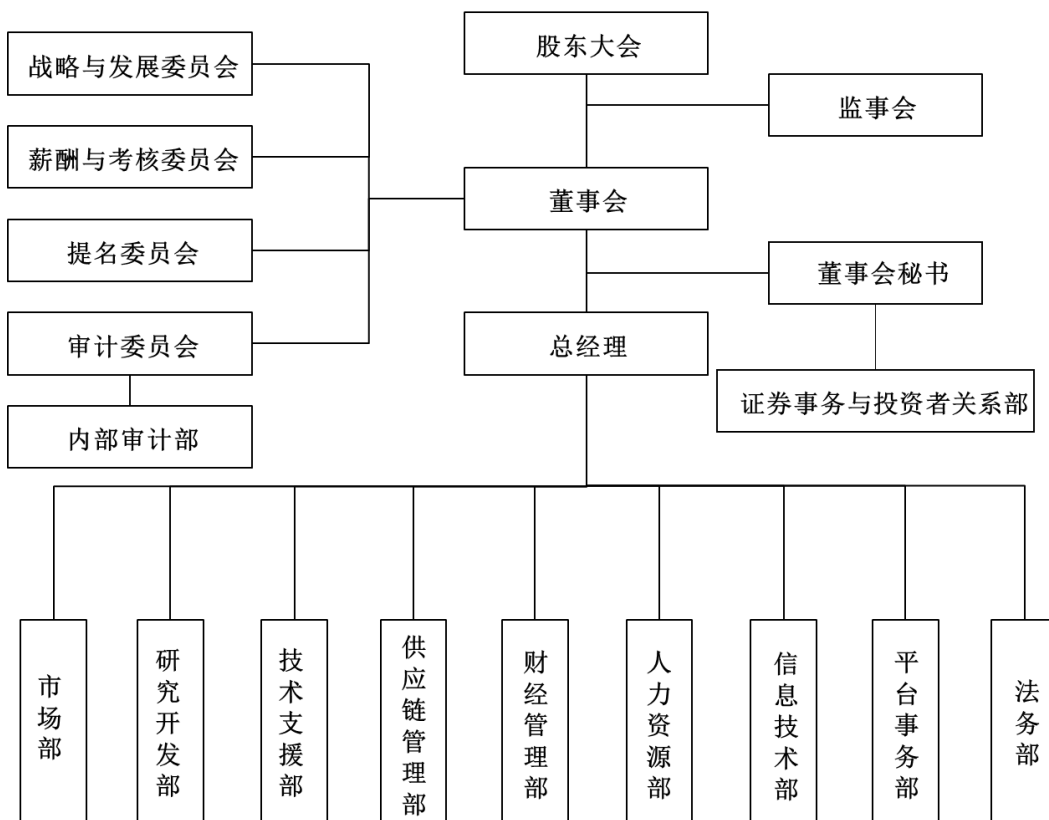 股东大会
战略与发展委员会
监事会
薪酬与考核委员会
董事会
提名委员会
董事会秘书
审计委员会
总经理
证券事务与投资者关系部
内部审计部
市场部
研究开发部
技术支援部
供应链管理部
财经管理部
人力资源部
信息技术部
平台事务部
法务部